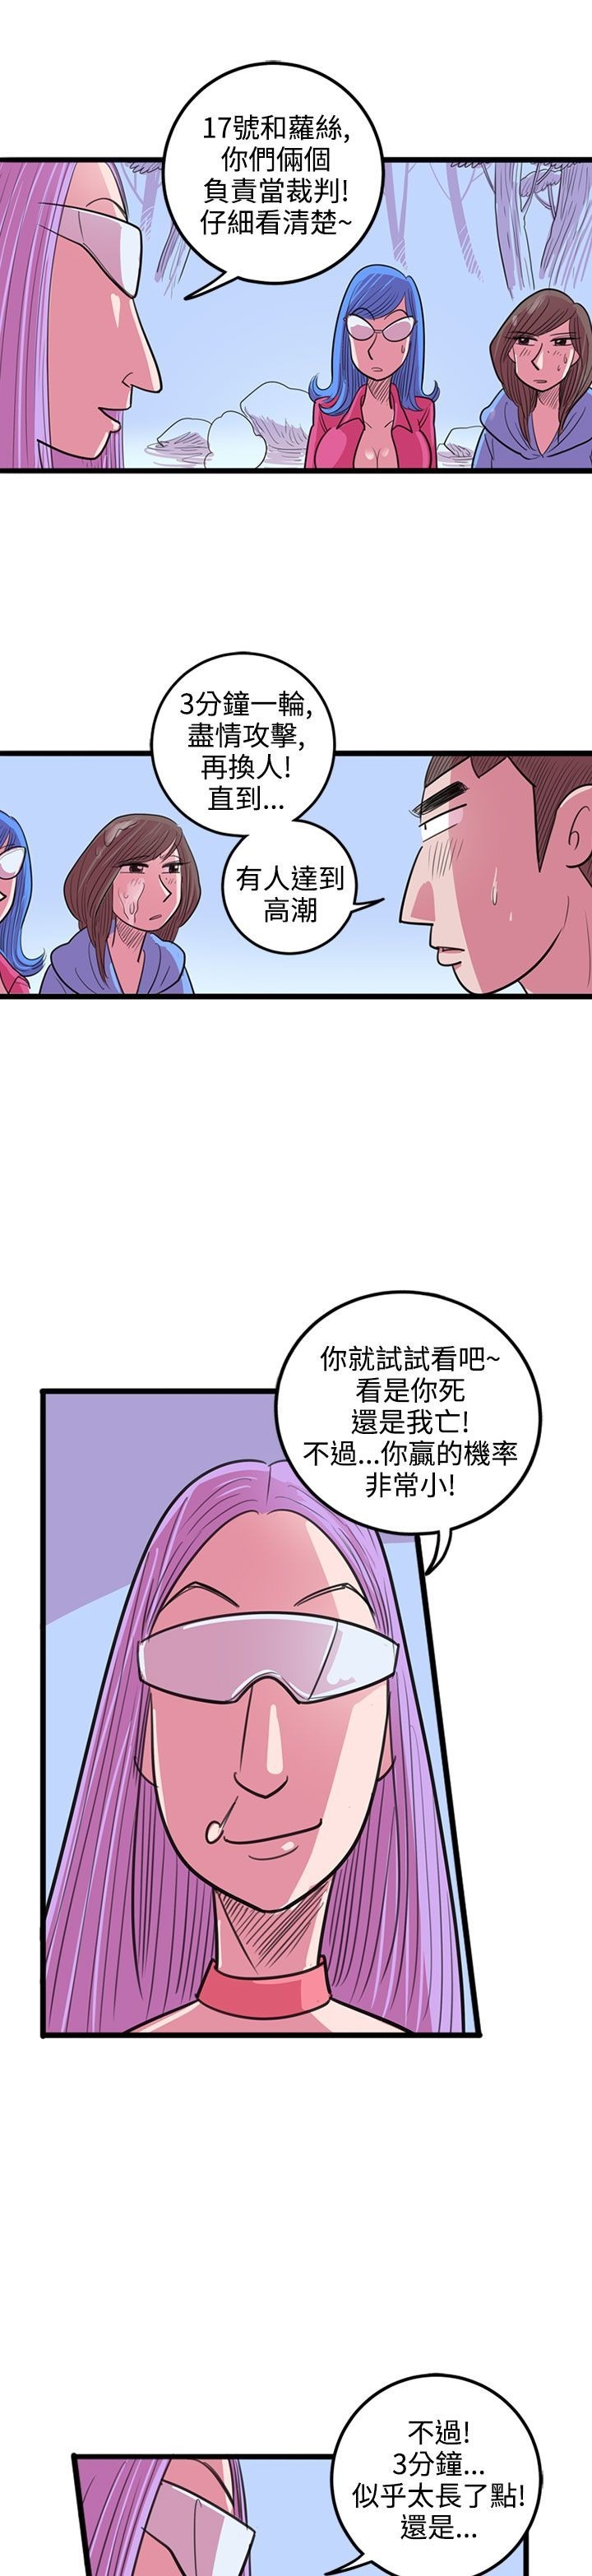 17號和蘿絲,
你們倆個
負責當裁判!
仔細看清楚~
3分鐘一輪,
盡情攻擊,
再換人!
直到...
有人達到
高潮
你就試試看吧~
看是你死
還是我亡!
不過...你贏的機率
非常小!
不過!
3分鐘...
似乎太長了點!
還是...